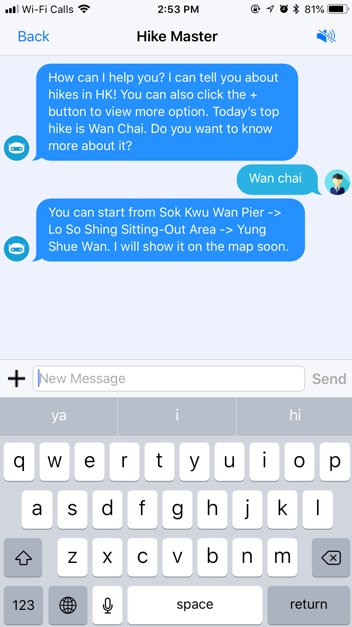 Wi-Fi Calls
2:53 PM
81%
Back
Hike Master
How can I help you? I can tell you about
hikes in HK! You can also click the +
button to view more option. Today's top
hike is Wan Chai. Do you want to know
more about it?
Wan chai
You can start from Sok Kwu Wan Pier ->
Lo So Shing Sitting-Out Area -> Yung
Shue Wan. I will show it on the map soon.
New Message
Send
ya i hi
q w e r t y u i o p
a s d f g h j k l
z x c v b n m
123 space return